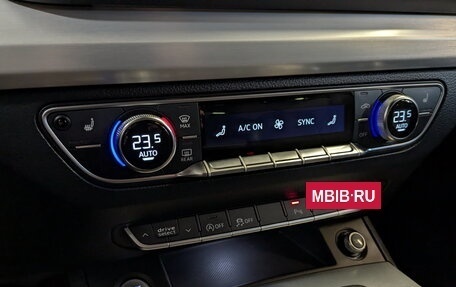 MAX
23.5
AUTO
REAR
A/C ON
SYNC
23.5
AUTO
OFF
MBIB-RU
drive
select
OFF
OFF